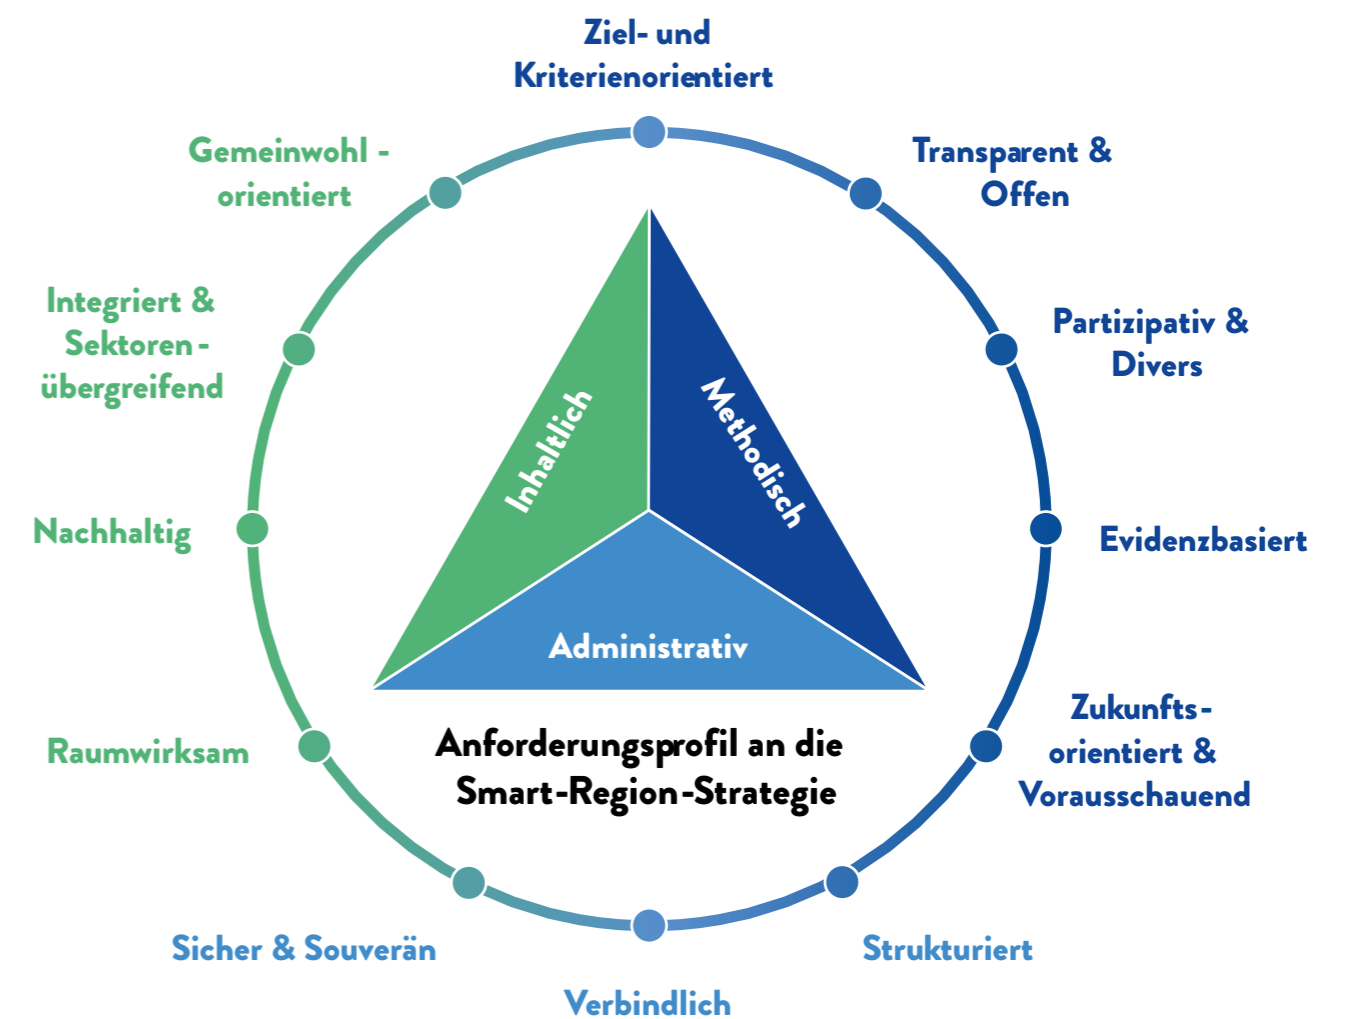 Ziel- und
Kriterienorientiert
Transparent &
Offen
Partizipativ &
Divers
Evidenzbasiert
Zukunfts-
orientiert &
Vorausschauend
Strukturiert
Verbindlich
Sicher & Souverän
Raumwirksam
Nachhaltig
Integriert &
Sektoren-
übergreifend
Gemeinwohl-
orientiert
Inhaltlich
Methodisch
Administrativ
Anforderungsprofil an die
Smart-Region-Strategie